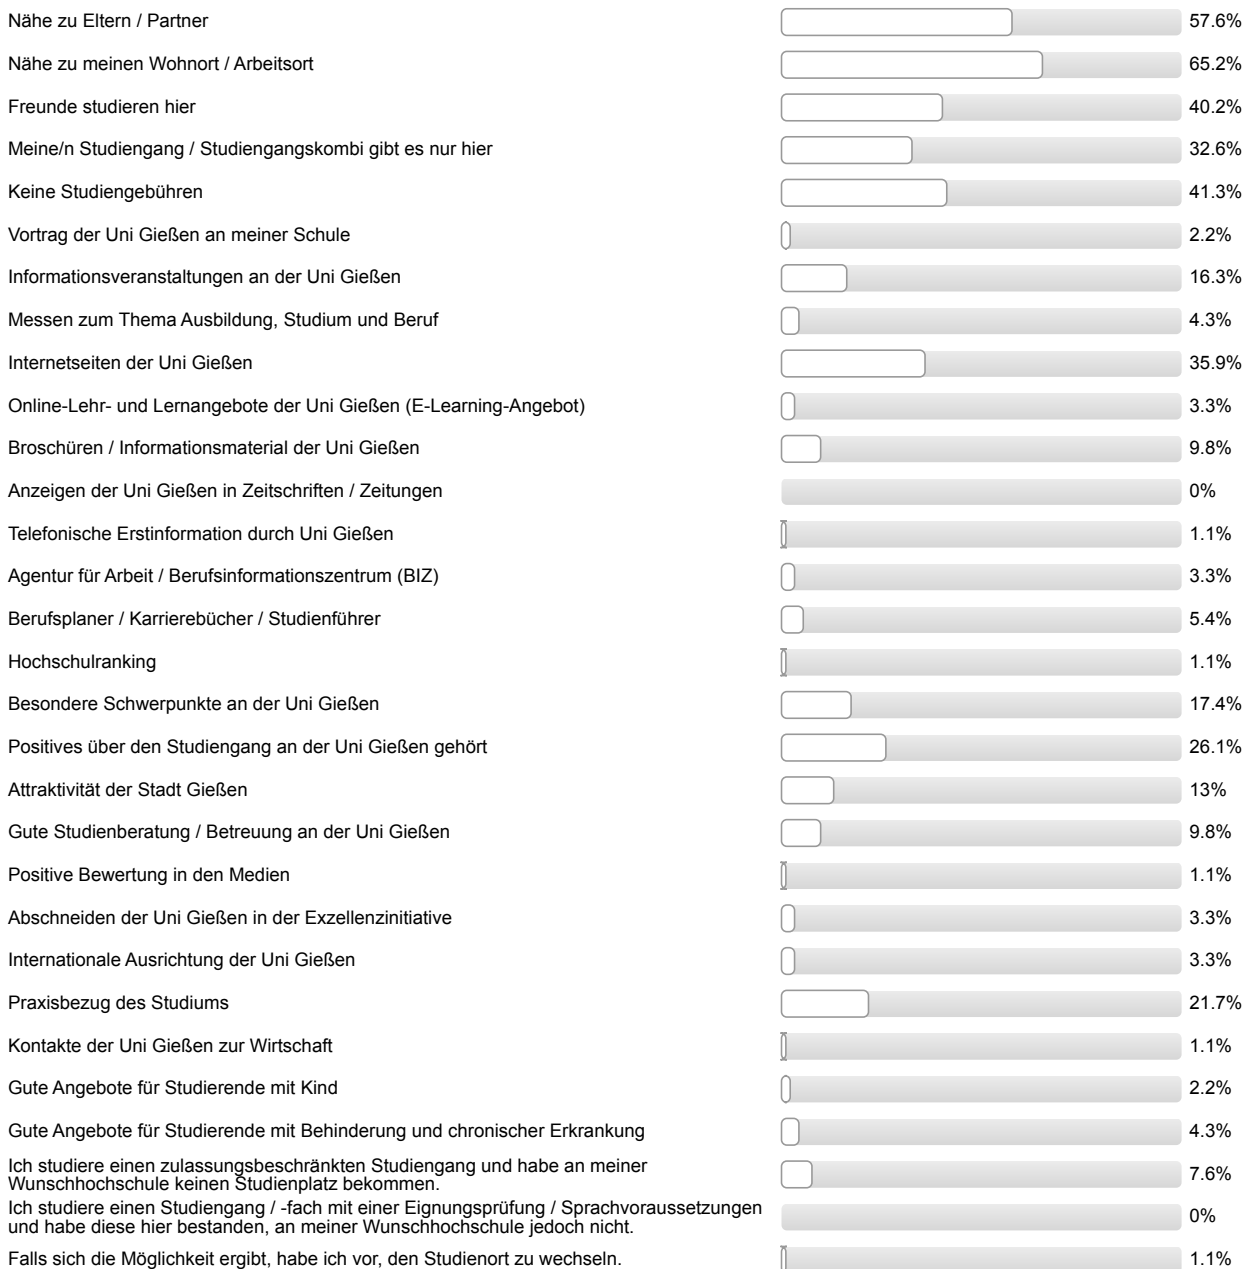 Nähe zu Eltern / Partner 57.6%
Nähe zu meinen Wohnort / Arbeitsort 65.2%
Freunde studieren hier 40.2%
Meine/n Studiengang / Studiengangskombi gibt es nur hier 32.6%
Keine Studiengebühren 41.3%
Vortrag der Uni Gießen an meiner Schule 2.2%
Informationsveranstaltungen an der Uni Gießen 16.3%
Messen zum Thema Ausbildung, Studium und Beruf 4.3%
Internetseiten der Uni Gießen 35.9%
Online-Lehr- und Lernangebote der Uni Gießen (E-Learning-Angebot) 3.3%
Broschüren / Informationsmaterial der Uni Gießen 9.8%
Anzeigen der Uni Gießen in Zeitschriften / Zeitungen 0%
Telefonische Erstinformation durch Uni Gießen 1.1%
Agentur für Arbeit / Berufsinformationszentrum (BIZ) 3.3%
Berufsplaner / Karrierebücher / Studienführer 5.4%
Hochschulranking 1.1%
Besondere Schwerpunkte an der Uni Gießen 17.4%
Positives über den Studiengang an der Uni Gießen gehört 26.1%
Attraktivität der Stadt Gießen 13%
Gute Studienberatung / Betreuung an der Uni Gießen 9.8%
Positive Bewertung in den Medien 1.1%
Abschneiden der Uni Gießen in der Exzellenzinitiative 3.3%
Internationale Ausrichtung der Uni Gießen 3.3%
Praxisbezug des Studiums 21.7%
Kontakte der Uni Gießen zur Wirtschaft 1.1%
Gute Angebote für Studierende mit Kind 2.2%
Gute Angebote für Studierende mit Behinderung und chronischer Erkrankung 4.3%
Ich studiere einen zulassungsbeschränkten Studiengang und habe an meiner
Wunschhochschule keinen Studienplatz bekommen. 7.6%
Ich studiere einen Studiengang / -fach mit einer Eignungsprüfung / Sprachvoraussetzungen
und habe diese hier bestanden, an meiner Wunschhochschule jedoch nicht. 0%
Falls sich die Möglichkeit ergibt, habe ich vor, den Studienort zu wechseln. 1.1%